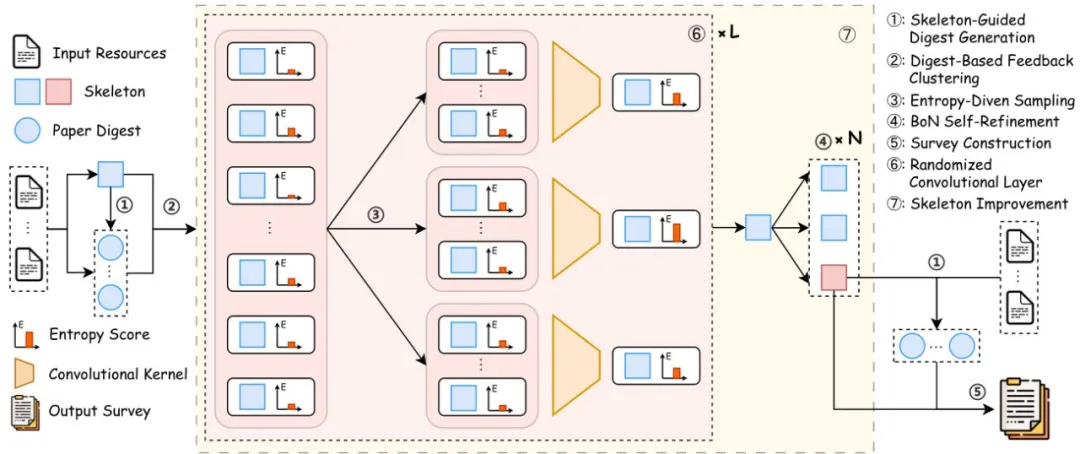 Input Resources
Skeleton
Paper Digest
①
②
Entropy Score
E
Convolutional Kernel
Output Survey
E
E
E
E
E
E
③
E
E
E
E
E
E
E
E
E
⑥ ×L
⑦
④ ×N
①
⑤
①: Skeleton-Guided
Digest Generation
②: Digest-Based Feedback
Clustering
③: Entropy-Diven Sampling
④: BoN Self-Refinement
⑤: Survey Construction
⑥: Randomized
Convolutional Layer
⑦: Skeleton Improvement